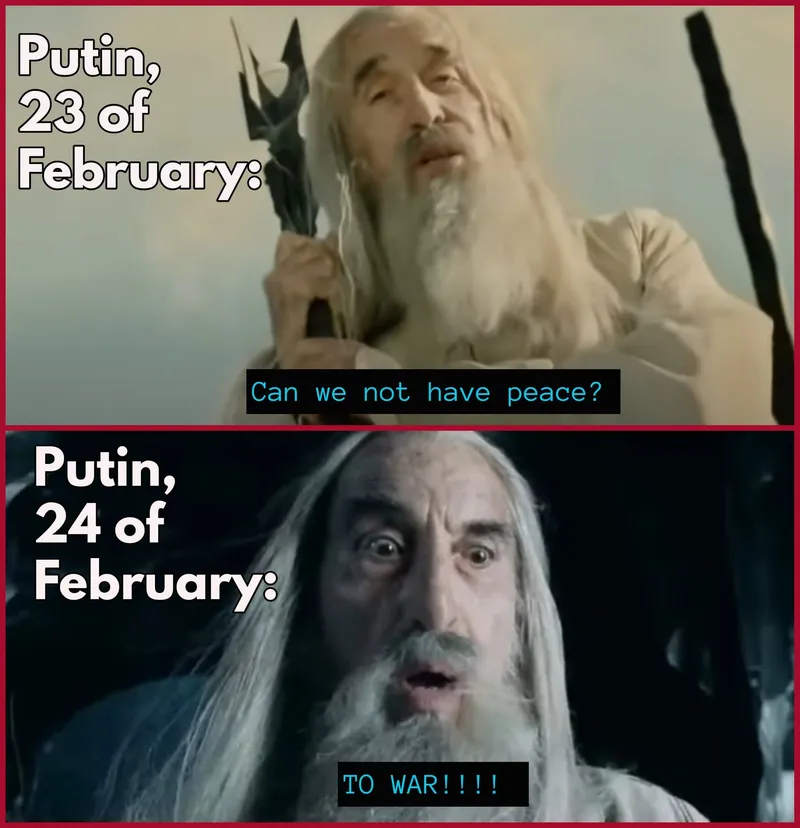 Putin,
23 of
February:
Can we not have peace?
Putin,
24 of
February:
TO WAR!!!!